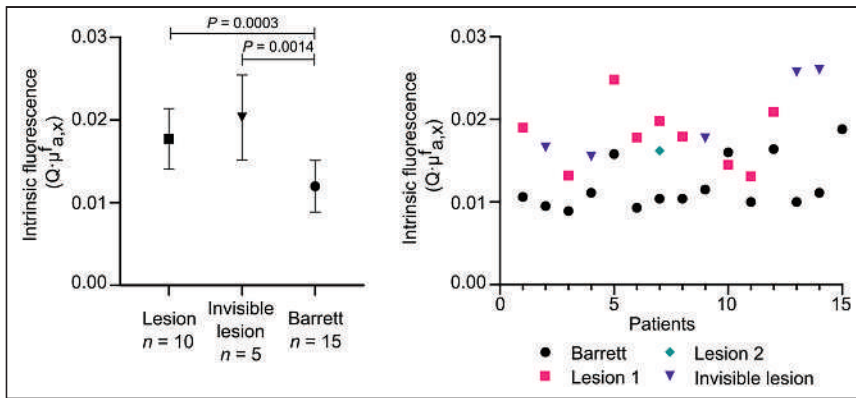 P = 0.0003
P = 0.0014
0.03
0.02
0.01
0.00
Intrinsic fluorescence
(Q·µfa,x)
Lesion
n = 10
Invisible
lesion
n = 5
Barrett
n = 15
0.03
0.02
0.01
0.00
Intrinsic fluorescence
(Q·µfa,x)
0 5 10 15
Patients
Barrett Lesion 2
Lesion 1 Invisible lesion